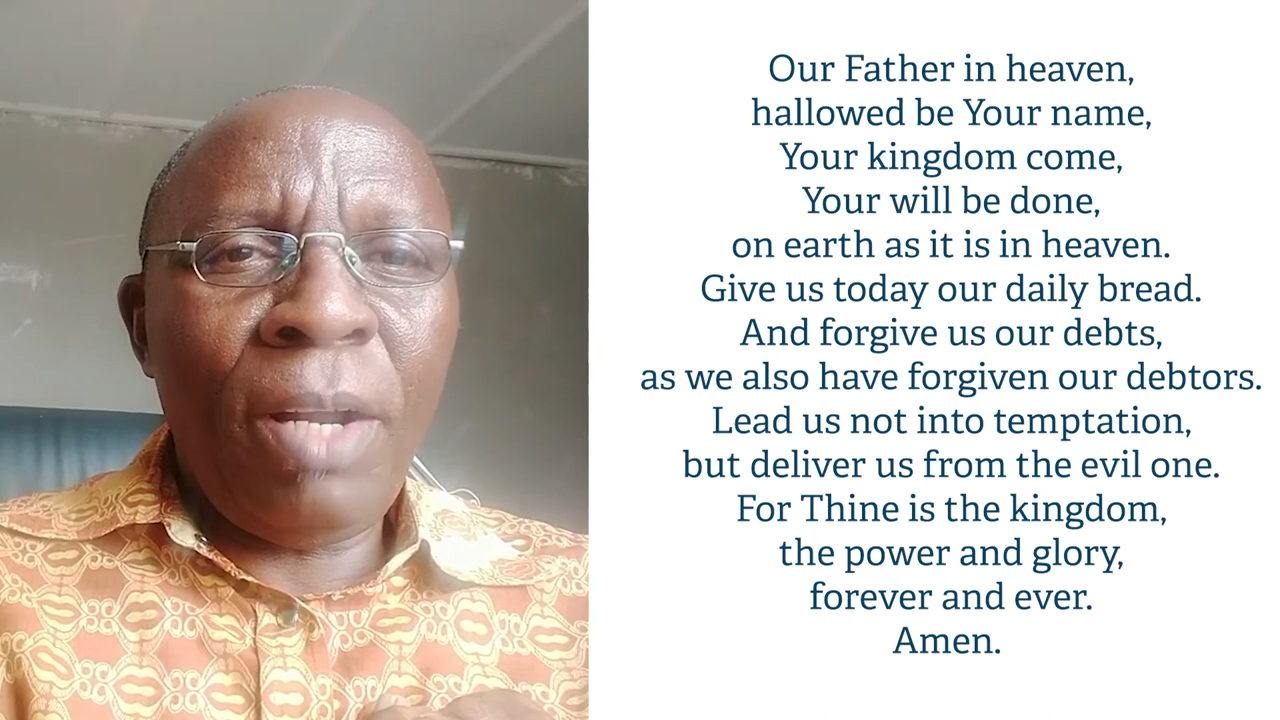 Our Father in heaven,
hallowed be Your name,
Your kingdom come,
Your will be done,
on earth as it is in heaven.
Give us today our daily bread.
And forgive us our debts,
as we also have forgiven our debtors.
Lead us not into temptation,
but deliver us from the evil one.
For Thine is the kingdom,
the power and glory,
forever and ever.
Amen.